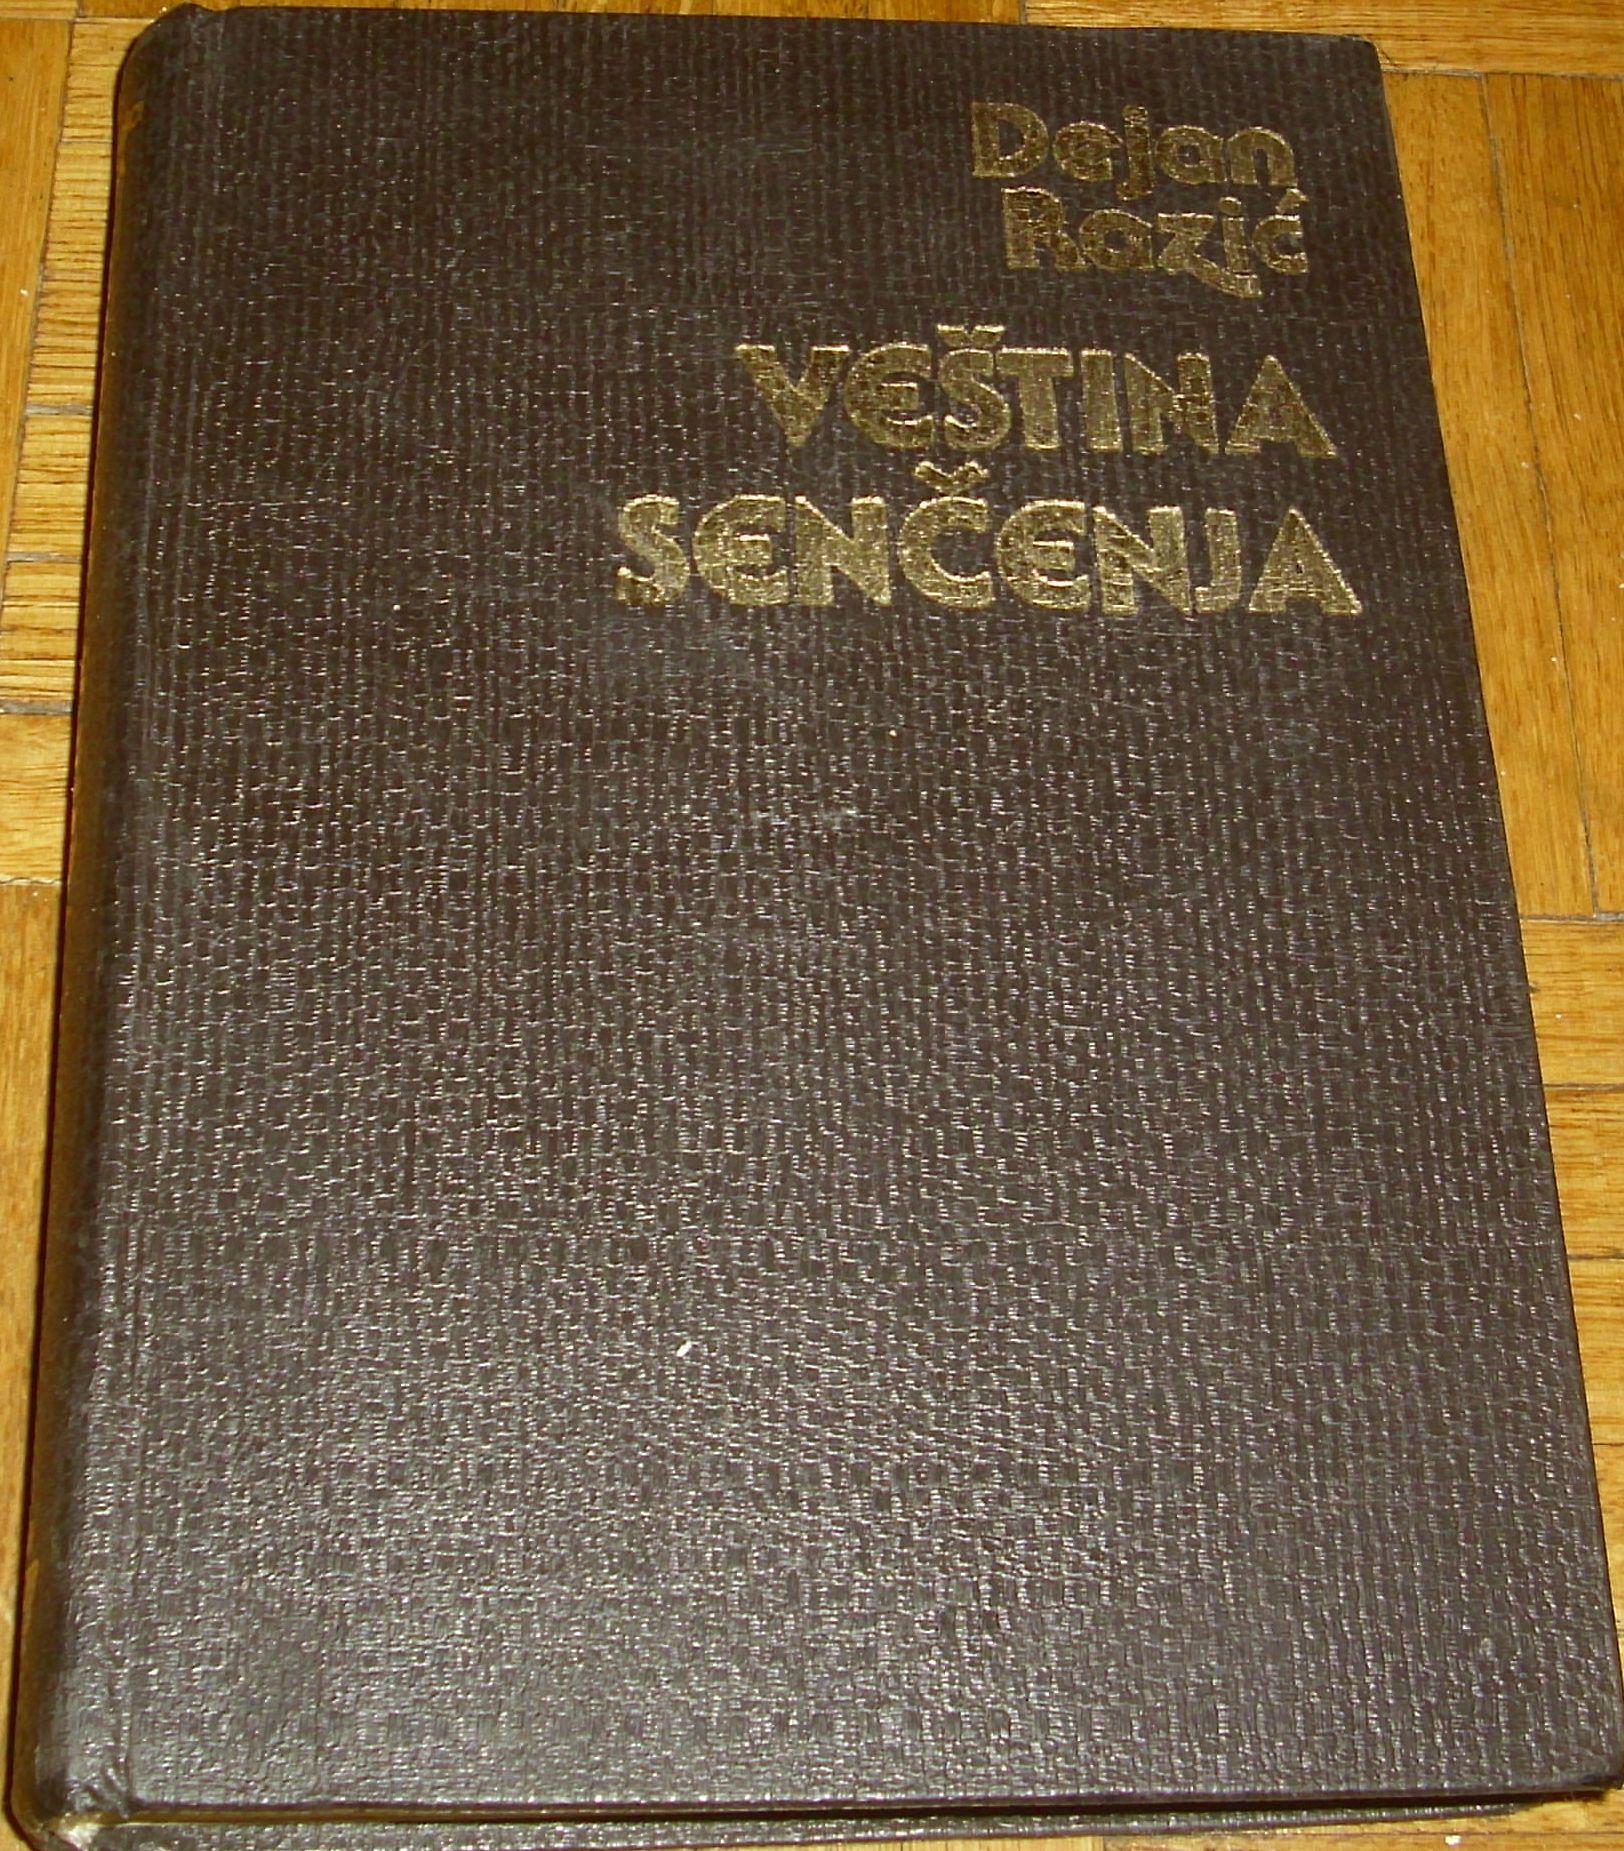 Dejan
Razić
VEŠTINA
SENČENJA